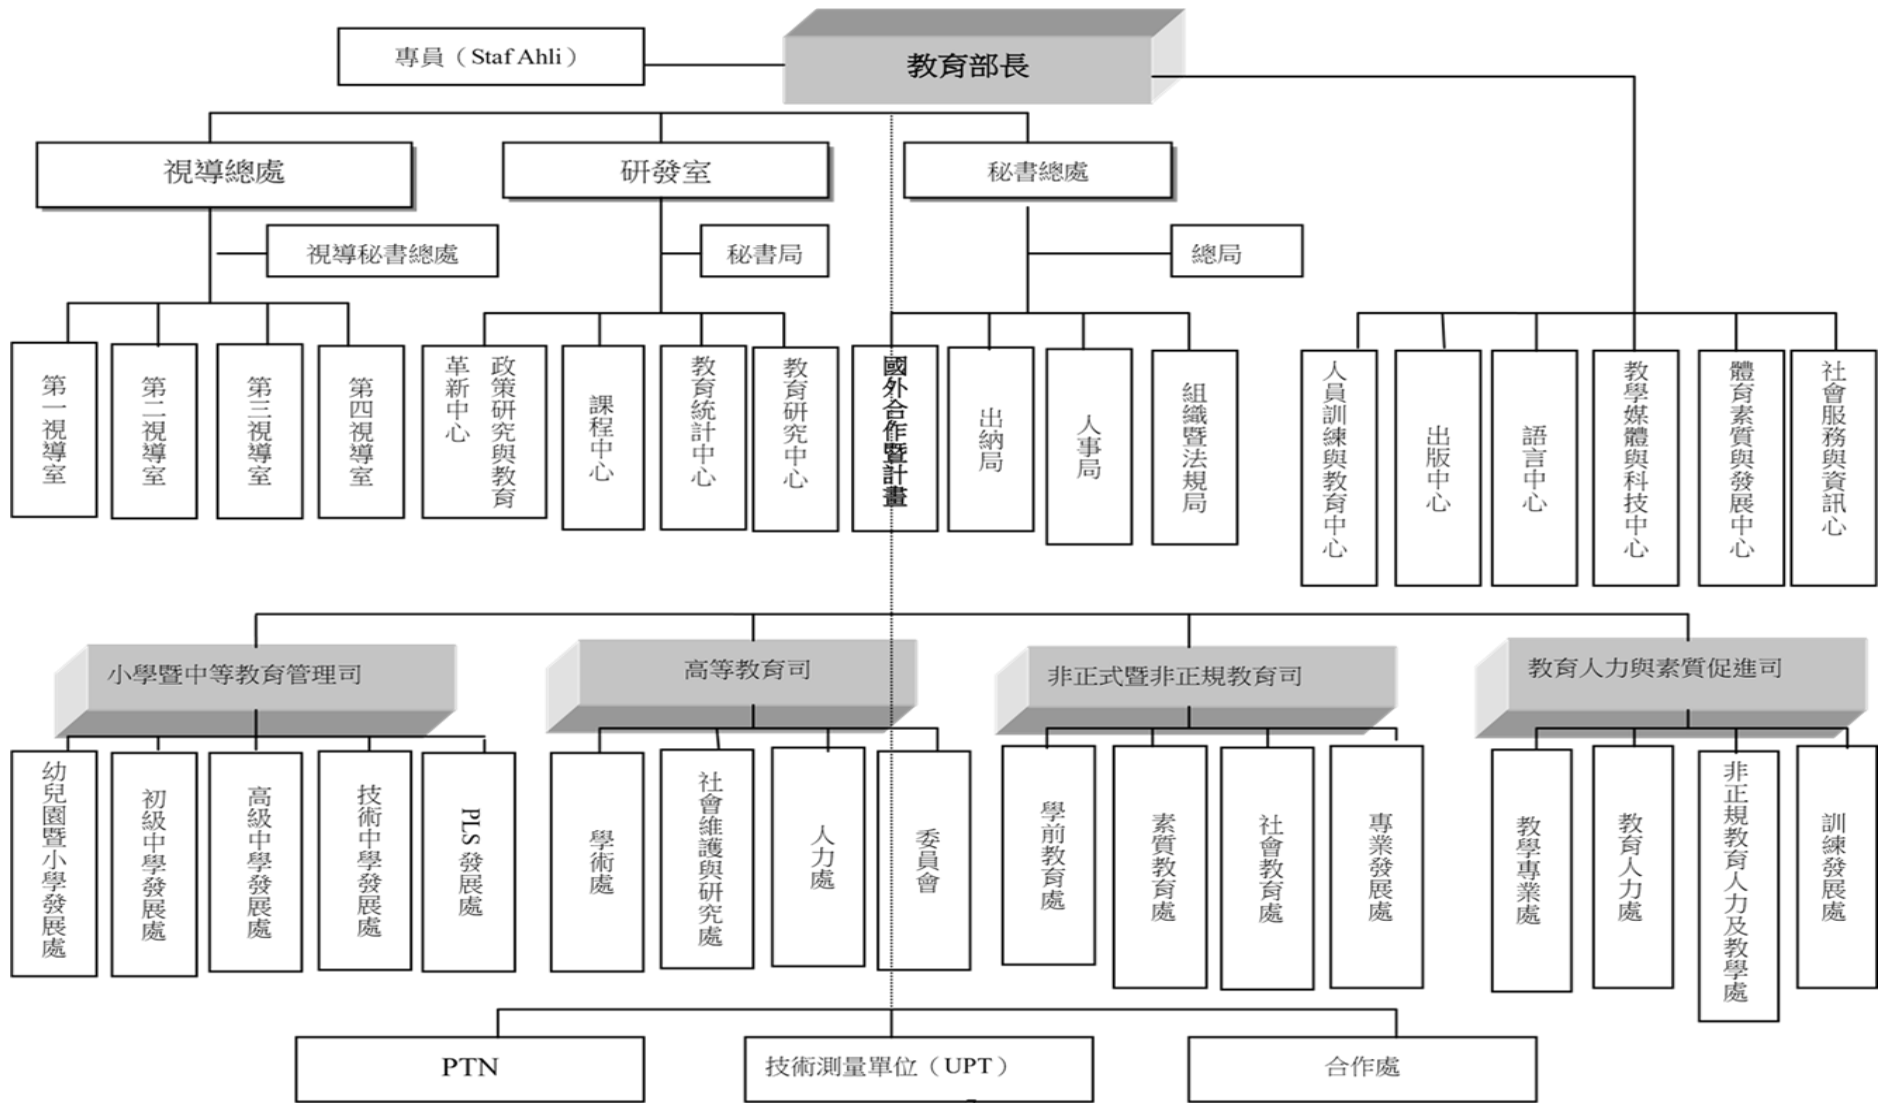 專員（Staf Ahli）
教育部長
視導總處
研發室
秘書總處
視導秘書總處
秘書局
總局
第一視導室
第二視導室
第三視導室
第四視導室
政策研究與教育
革新中心
課程中心
教育統計中心
教育研究中心
國外合作暨計畫
出納局
人事局
組織暨法規局
人員訓練與教育中心
出版中心
語言中心
教學媒體與科技中心
體育素質與發展中心
社會服務與資訊心
小學暨中等教育管理司
高等教育司
非正式暨非正規教育司
教育人力與素質促進司
幼兒園暨小學發展處
初級中學發展處
高級中學發展處
技術中學發展處
PLS 發展處
學術處
社會維護與研究處
人力處
委員會
學前教育處
素質教育處
社會教育處
專業發展處
教學專業處
教育人力處
非正規教育人力及教學處
訓練發展處
PTN
技術測量單位（UPT）
合作處